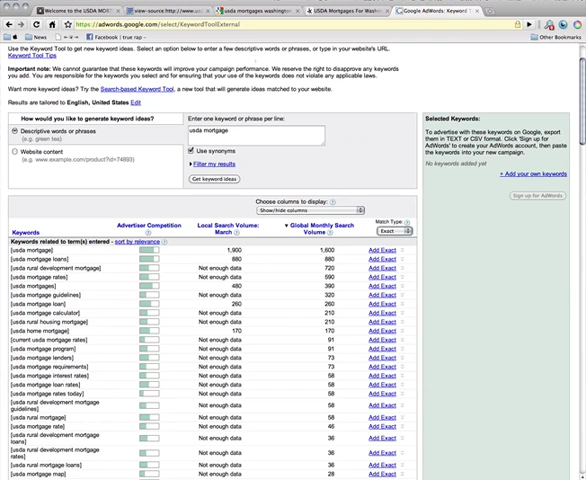 Welcome to the USDA MOR
view-source:http://www.us
usda mortgages washington
USDA Mortgages For Washin
Google AdWords: Keyword T
https://adwords.google.com/select/KeywordToolExternal
News
Facebook | true rap
Other Bookmarks
Use the Keyword Tool to get new keyword ideas. Select an option below to enter a few descriptive words or phrases, or type in your website's URL.
Keyword Tool Tips
Important note: We cannot guarantee that these keywords will improve your campaign performance. We reserve the right to disapprove any keywords
you add. You are responsible for the keywords you select and for ensuring that your use of the keywords does not violate any applicable laws.
Want more keyword ideas? Try the Search-based Keyword Tool, a new tool that will generate ideas matched to your website.
Results are tailored to English, United States Edit
How would you like to generate keyword ideas?
Descriptive words or phrases
(e.g. green tea)
Website content
(e.g. www.example.com/product?id=74893)
Enter one keyword or phrase per line:
usda mortgage
Use synonyms
Filter my results
Get keyword ideas
Selected Keywords:
To advertise with these keywords on Google, export
them in TEXT or CSV format. Click 'Sign up for
AdWords' to create your AdWords account, then paste
the keywords into your new campaign.
No keywords added yet
+ Add your own keywords
Sign up for AdWords
Choose columns to display:
Show/hide columns
Keywords Advertiser Competition Local Search Volume: March Global Monthly Search Volume Match Type: Exact
Keywords related to term(s) entered - sort by relevance
[usda mortgage] 1,900 1,600 Add Exact
[usda mortgage loans] 880 880 Add Exact
[usda rural development mortgage] Not enough data 720 Add Exact
[usda mortgage rates] Not enough data 590 Add Exact
[usda mortgages] 480 390 Add Exact
[usda mortgage guidelines] Not enough data 320 Add Exact
[usda mortgage loan] 260 260 Add Exact
[usda mortgage calculator] Not enough data 210 Add Exact
[usda rural housing mortgage] Not enough data 210 Add Exact
[usda home mortgage] 170 170 Add Exact
[current usda mortgage rates] Not enough data 91 Add Exact
[usda mortgage program] Not enough data 91 Add Exact
[usda mortgage lenders] Not enough data 73 Add Exact
[usda mortgage requirements] Not enough data 73 Add Exact
[usda mortgage interest rates] Not enough data 58 Add Exact
[usda mortgage loan rates] Not enough data 58 Add Exact
[usda mortgage rates today] Not enough data 58 Add Exact
[usda rural development mortgage guidelines] Not enough data 58 Add Exact
[usda rural mortgage] Not enough data 58 Add Exact
[usda mortgage rate] Not enough data 46 Add Exact
[usda rural development mortgage loans] Not enough data 36 Add Exact
[usda rural development mortgage rates] Not enough data 36 Add Exact
[usda rural mortgage loans] Not enough data 36 Add Exact
[usda mortgage map] Not enough data 28 Add Exact